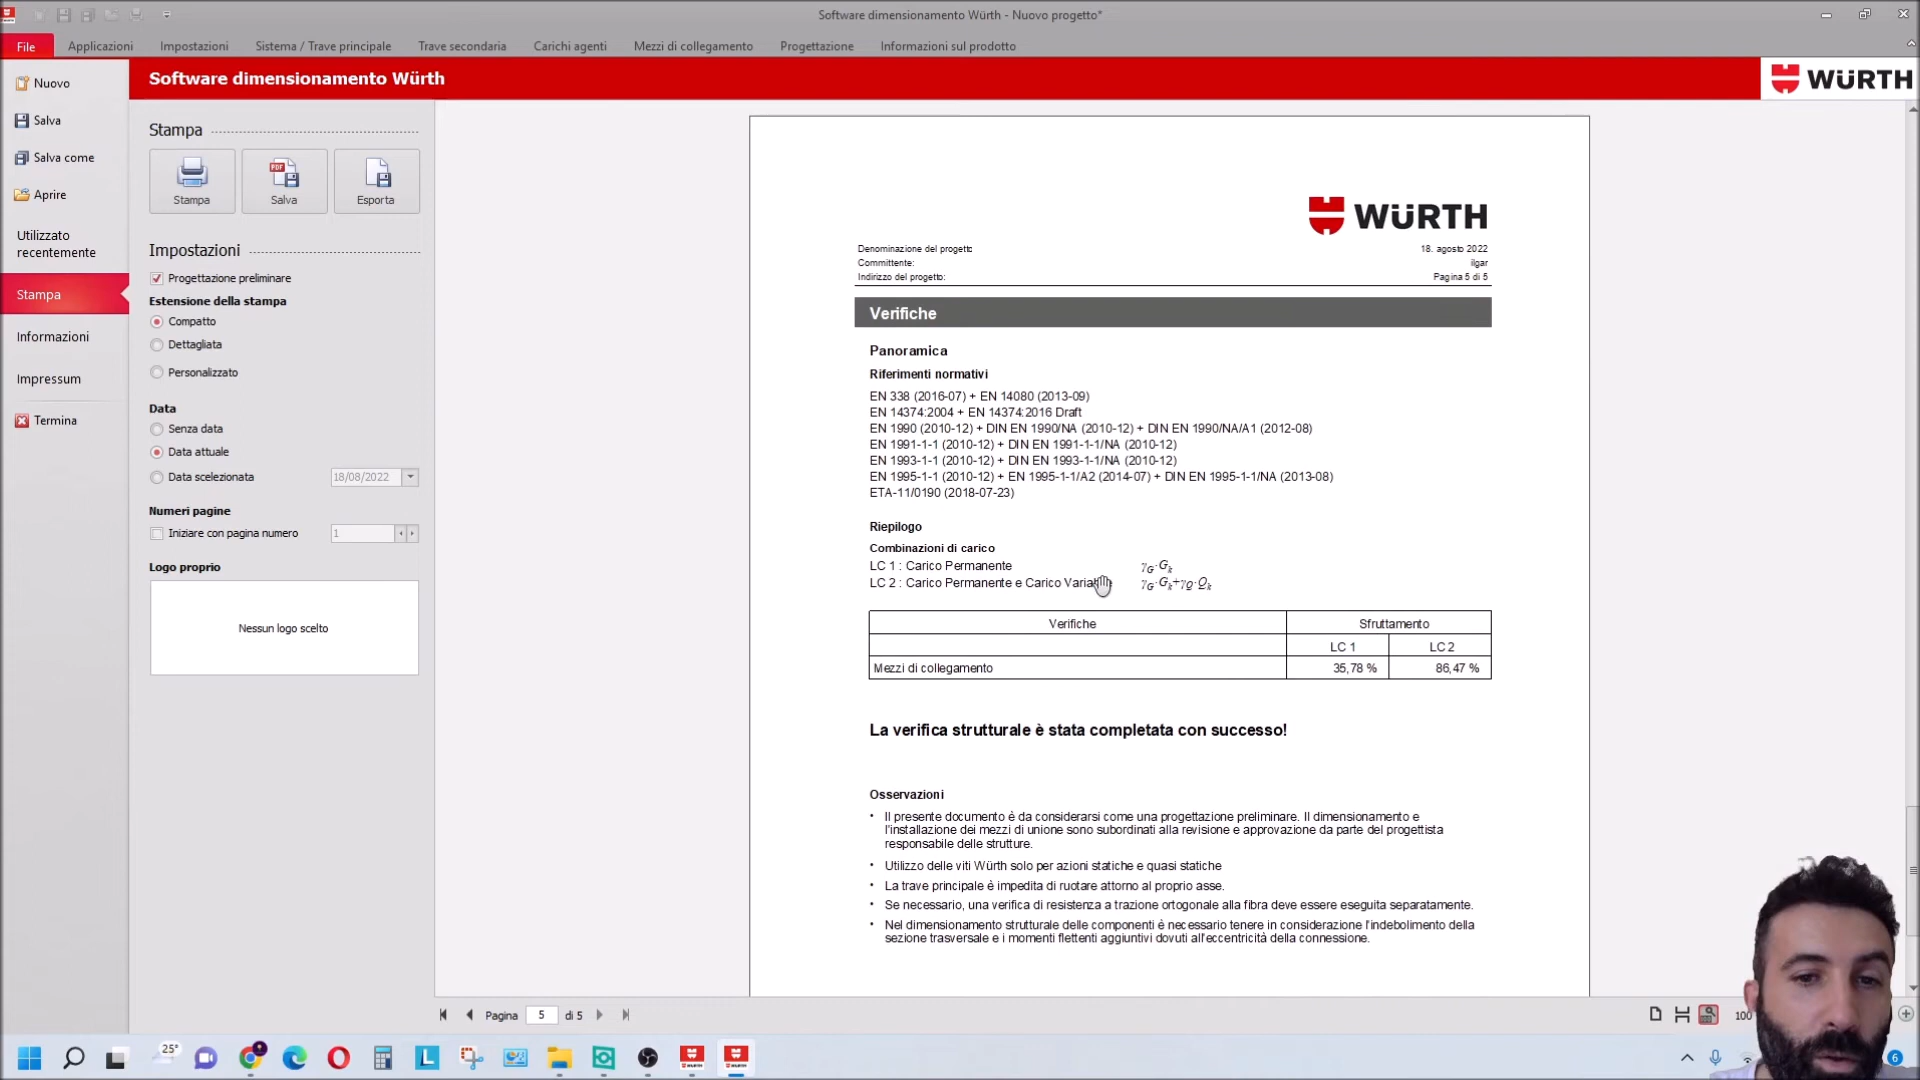 Software dimensionamento Würth - Nuovo progetto*
File
Applicazioni
Impostazioni
Sistema / Trave principale
Trave secondaria
Carichi agenti
Mezzi di collegamento
Progettazione
Informazioni sul prodotto
Software dimensionamento Würth
WÜRTH
Nuovo
Salva
Salva come
Aprire
Utilizzato
recentemente
Stampa
Informazioni
Impressum
Termina
Stampa
Stampa
PDF
Salva
Esporta
Impostazioni
Progettazione preliminare
Estensione della stampa
Compatto
Dettagliata
Personalizzato
Data
Senza data
Data attuale
Data scelezionata
18/08/2022
Numeri pagine
Iniziare con pagina numero
1
Logo proprio
Nessun logo scelto
WÜRTH
Denominazione del progetto
18. agosto 2022
Committente:
ilgar
Indirizzo del progetto:
Pagina 5 di 5
Verifiche
Panoramica
Riferimenti normativi
EN 338 (2016-07) + EN 14080 (2013-09)
EN 14374:2004 + EN 14374:2016 Draft
EN 1990 (2010-12) + DIN EN 1990/NA (2010-12) + DIN EN 1990/NA/A1 (2012-08)
EN 1991-1-1 (2010-12) + DIN EN 1991-1-1/NA (2010-12)
EN 1993-1-1 (2010-12) + DIN EN 1993-1-1/NA (2010-12)
EN 1995-1-1 (2010-12) + EN 1995-1-1/A2 (2014-07) + DIN EN 1995-1-1/NA (2013-08)
ETA-11/0190 (2018-07-23)
Riepilogo
Combinazioni di carico
LC 1 : Carico Permanente γG·Gk
LC 2 : Carico Permanente e Carico γG·Gk+γQ·Qk
Verifiche
Sfruttamento
LC 1
LC 2
Mezzi di collegamento
35,78 %
86,47 %
La verifica strutturale è stata completata con successo!
Osservazioni
• Il presente documento è da considerarsi come una progettazione preliminare. Il dimensionamento e
l'installazione dei mezzi di unione sono subordinati alla revisione e approvazione da parte del progettista
responsabile delle strutture.
• Utilizzo delle viti Würth solo per azioni statiche e quasi statiche
• La trave principale è impedita di ruotare attorno al proprio asse.
• Se necessario, una verifica di resistenza a trazione ortogonale alla fibra deve essere eseguita separatamente.
• Nel dimensionamento strutturale delle componenti è necessario tenere in considerazione l'indebolimento della
sezione trasversale e i momenti flettenti aggiuntivi dovuti all'eccentricità della connessione.
Pagina
5
di 5
100
25°
L
WÜRTH
WÜRTH
6